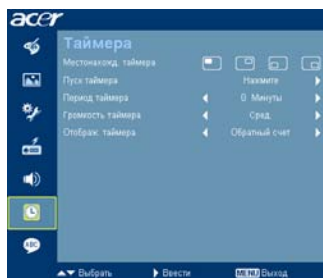 acer
Таймера
Местонахожд. таймера
Пуск таймера Нажмите
Период таймера 0 Минуты
Громкость таймера Сред.
Отображ. таймера Обратный счет
ABC
Выбрать Ввести MENU Выход